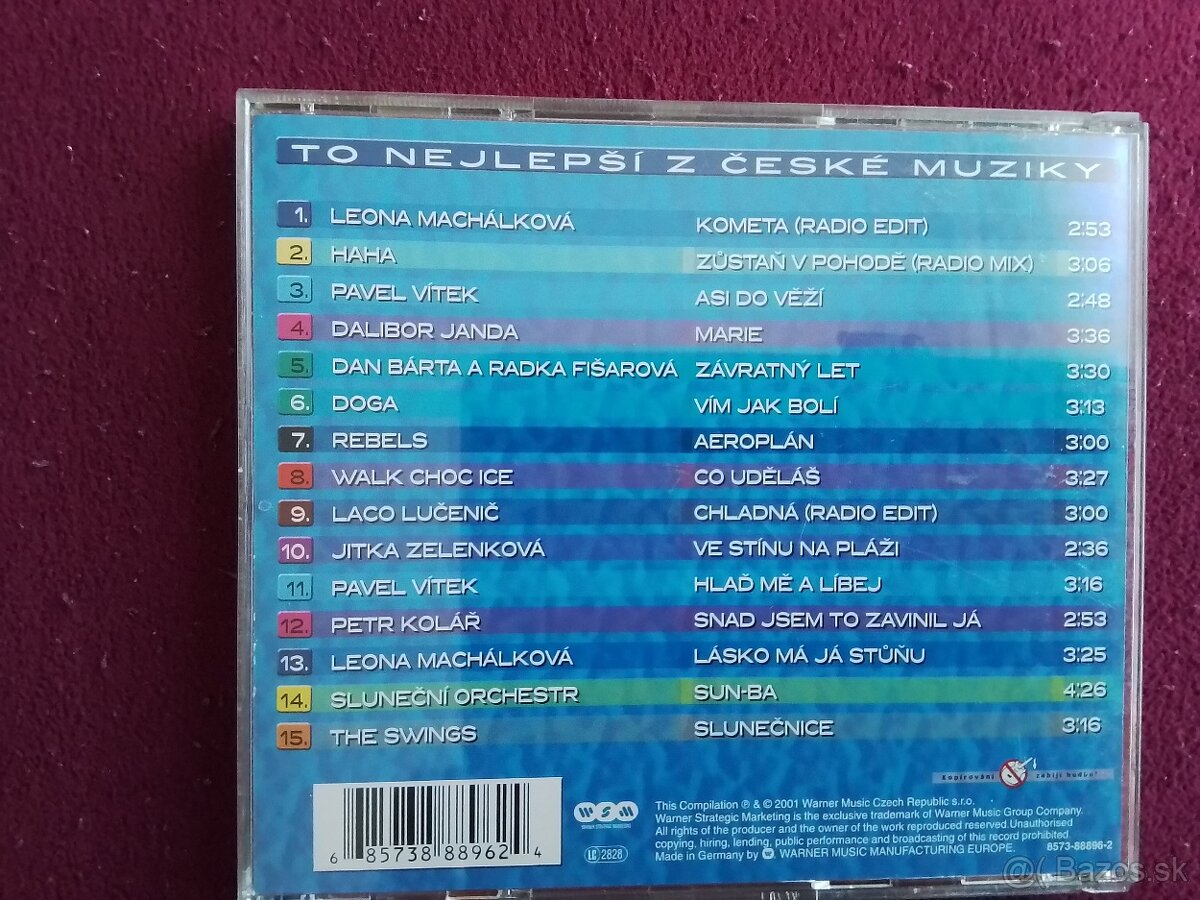 TO NEJLEPŠÍ Z ČESKÉ MUZIKY
1. LEONA MACHÁLKOVÁ KOMETA (RADIO EDIT) 2:53
2. HAHA ZŮSTAŇ V POHODĚ (RADIO MIX) 3:06
3. PAVEL VÍTEK ASI DO VĚŽÍ 2:48
4. DALIBOR JANDA MARIE 3:36
5. DAN BÁRTA A RADKA FIŠAROVÁ ZÁVRATNÝ LET 3:30
6. DOGA VÍM JAK BOLÍ 3:13
7. REBELS AEROPLÁN 3:00
8. WALK CHOC ICE CO UDĚLÁŠ 3:27
9. LACO LUČENIČ CHLADNÁ (RADIO EDIT) 3:00
10. JITKA ZELENKOVÁ VE STÍNU NA PLÁŽI 2:36
11. PAVEL VÍTEK HLAĎ MĚ A LÍBEJ 3:16
12. PETR KOLÁŘ SNAD JSEM TO ZAVINIL JÁ 2:53
13. LEONA MACHÁLKOVÁ LÁSKO MÁ JÁ STŮŇU 3:25
14. SLUNEČNÍ ORCHESTR SUN-BA 4:26
15. THE SWINGS SLUNEČNICE 3:16
Kopírování zabíjí hudbu!
6 85738 88962 4
WSM
LC 2828
This Compilation ℗ & © 2001 Warner Music Czech Republic s.r.o.
Warner Strategic Marketing is the exclusive trademark of Warner Music Group Company.
All rights of the producer and the owner of the work reproduced reserved.Unauthorised
copying, hiring, lending, public performance and broadcasting of this record prohibited.
Made in Germany by WARNER MUSIC MANUFACTURING EUROPE.
8573-88896-2
@( Bazos.sk